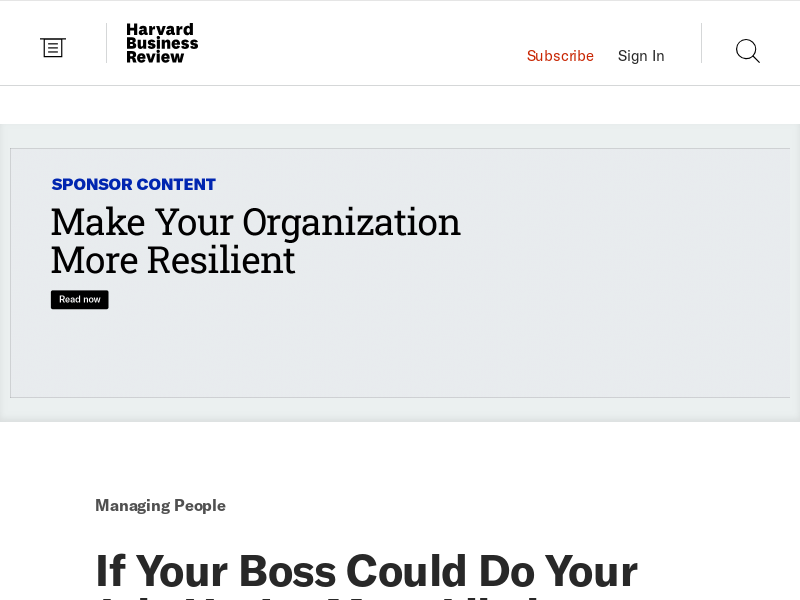 Harvard
Business
Review
Subscribe
Sign In
SPONSOR CONTENT
Make Your Organization
More Resilient
Read now
Managing People
If Your Boss Could Do Your